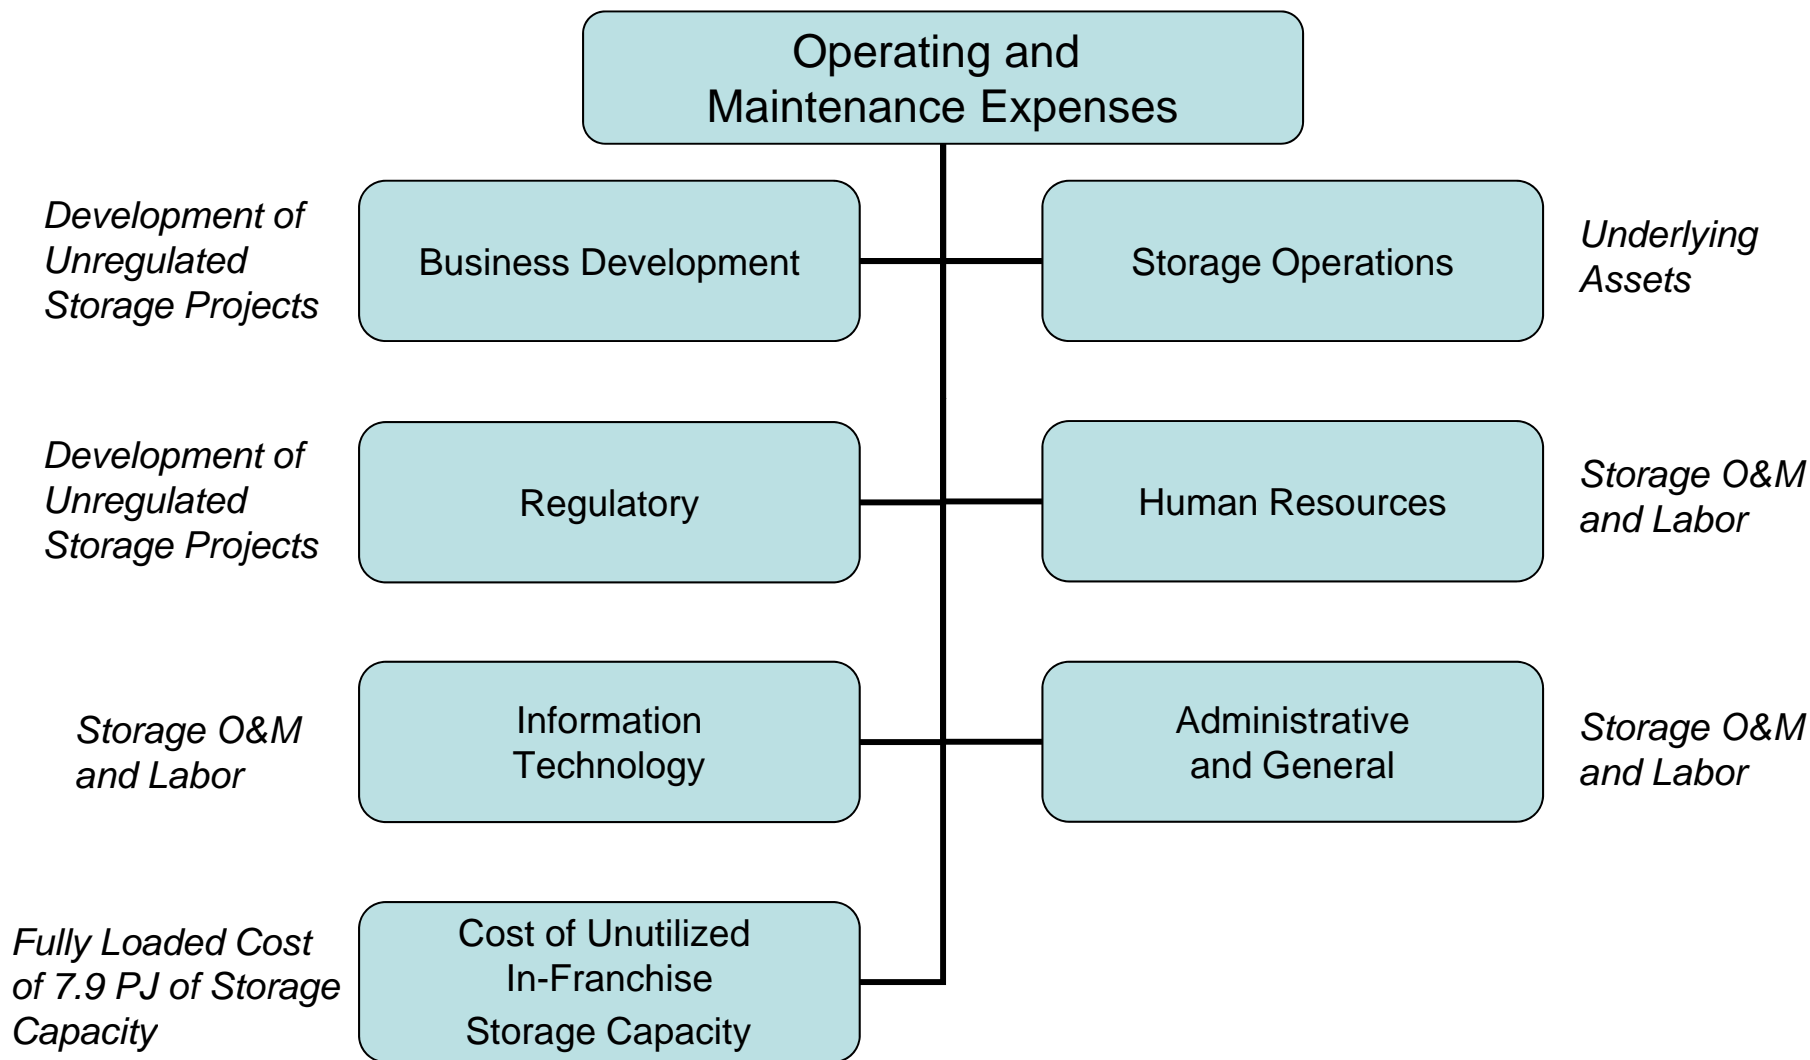 Operating and
Maintenance Expenses
Development of
Unregulated
Storage Projects
Business Development
Storage Operations
Underlying
Assets
Development of
Unregulated
Storage Projects
Regulatory
Human Resources
Storage O&M
and Labor
Storage O&M
and Labor
Information
Technology
Administrative
and General
Storage O&M
and Labor
Fully Loaded Cost
of 7.9 PJ of Storage
Capacity
Cost of Unutilized
In-Franchise
Storage Capacity